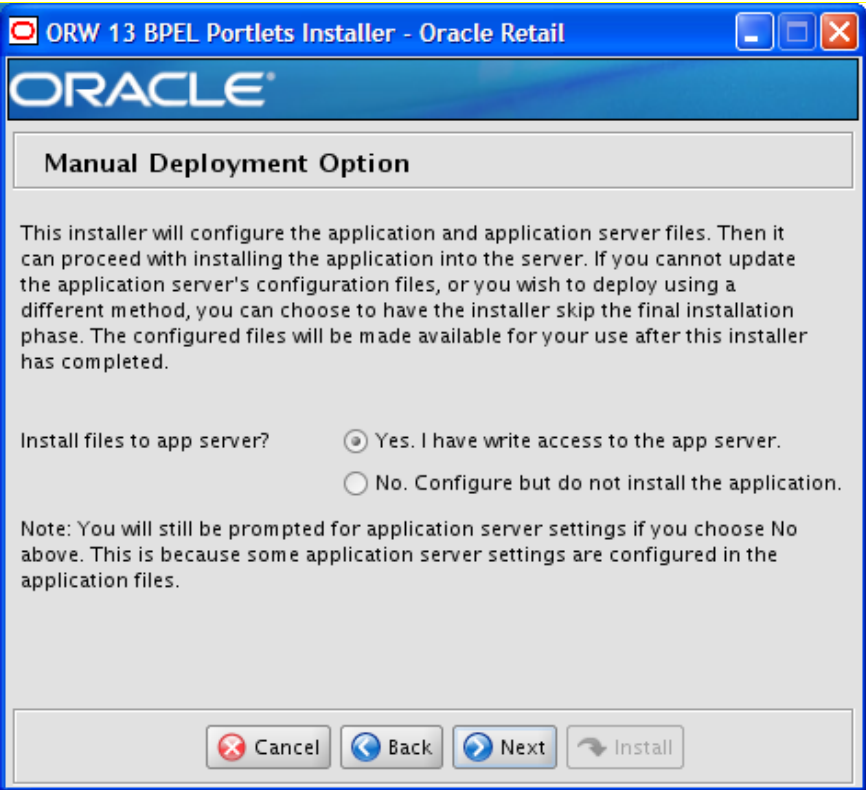 ORW 13 BPEL Portlets Installer - Oracle Retail
ORACLE®
Manual Deployment Option
This installer will configure the application and application server files. Then it
can proceed with installing the application into the server. If you cannot update
the application server's configuration files, or you wish to deploy using a
different method, you can choose to have the installer skip the final installation
phase. The configured files will be made available for your use after this installer
has completed.
Install files to app server? Yes. I have write access to the app server.
No. Configure but do not install the application.
Note: You will still be prompted for application server settings if you choose No
above. This is because some application server settings are configured in the
application files.
Cancel Back Next Install